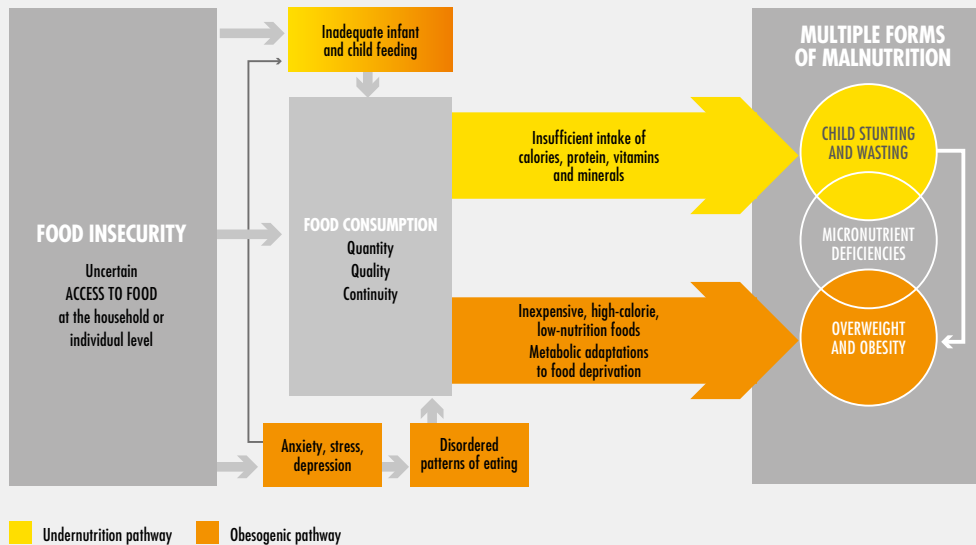 Inadequate infant
and child feeding
MULTIPLE FORMS
OF MALNUTRITION
Insufficient intake of
calories, protein, vitamins
and minerals
CHILD STUNTING
AND WASTING
FOOD INSECURITY
Uncertain
ACCESS TO FOOD
at the household or
individual level
FOOD CONSUMPTION
Quantity
Quality
Continuity
MICRONUTRIENT
DEFICIENCIES
Inexpensive, high-calorie,
low-nutrition foods
Metabolic adaptations
to food deprivation
OVERWEIGHT
AND OBESITY
Anxiety, stress,
depression
Disordered
patterns of eating
Undernutrition pathway
Obesogenic pathway